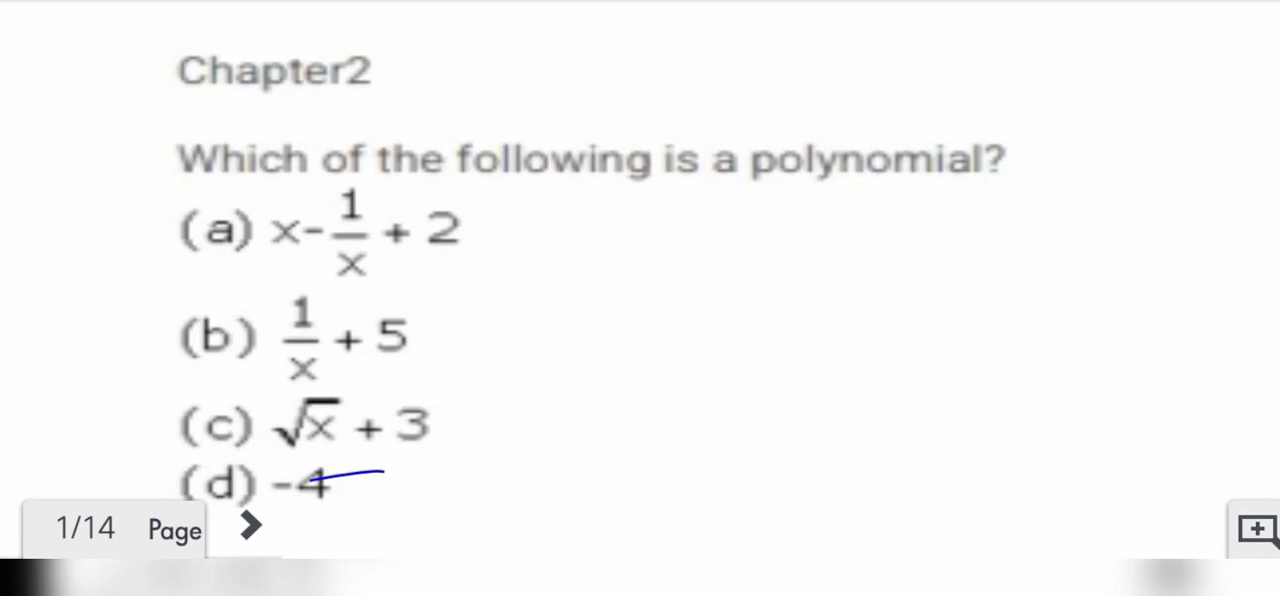 Chapter2
Which of the following is a polynomial?
(a) x-1/x + 2
(b) 1/x + 5
(c) √x + 3
(d) -4
1/14 Page